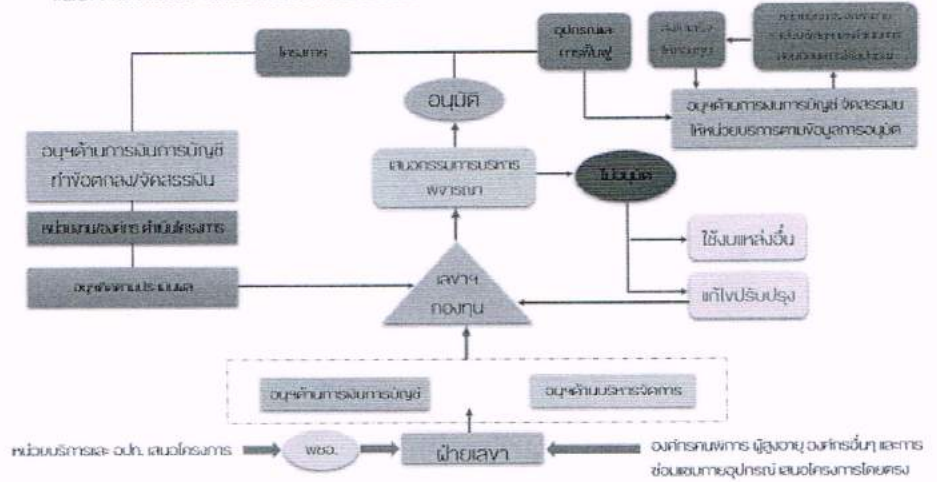 โครงการ
อุปกรณ์และ
การฟื้นฟู
อนุมัติ
อนุฯด้านการเงินการบัญชี จัดสรรเงิน
ให้หน่วยบริการตามข้อมูลการอนุมัติ
อนุฯด้านการเงินการบัญชี
ทำข้อตกลง/จัดสรรเงิน
เสนอกรรมการบริหาร
พิจารณา
ไม่อนุมัติ
หน่วยงาน/องค์กร ดำเนินโครงการ
ใช้งบแหล่งอื่น
อนุฯติดตามประเมินผล
เลขาฯ
กองทุน
แก้ไขปรับปรุง
อนุฯด้านการเงินการบัญชี
อนุฯด้านบริหารจัดการ
หน่วยบริการและ อปท. เสนอโครงการ
พชอ.
ฝ่ายเลขา
องค์กรคนพิการ ผู้สูงอายุ องค์กรอื่นๆ และการ
ซ่อมแซมกายอุปกรณ์ เสนอโครงการโดยตรง